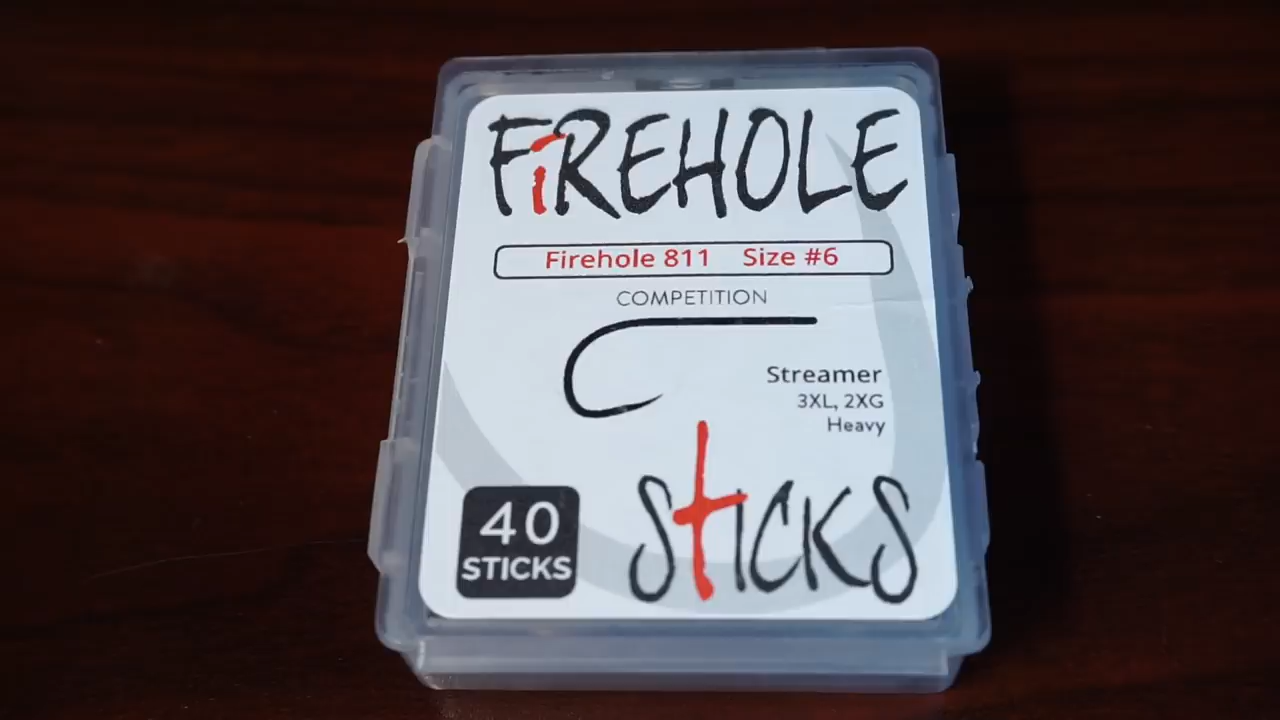 FiREHOLE
Firehole 811 Size #6
COMPETITION
Streamer
3XL, 2XG
Heavy
40
STICKS
StICKS